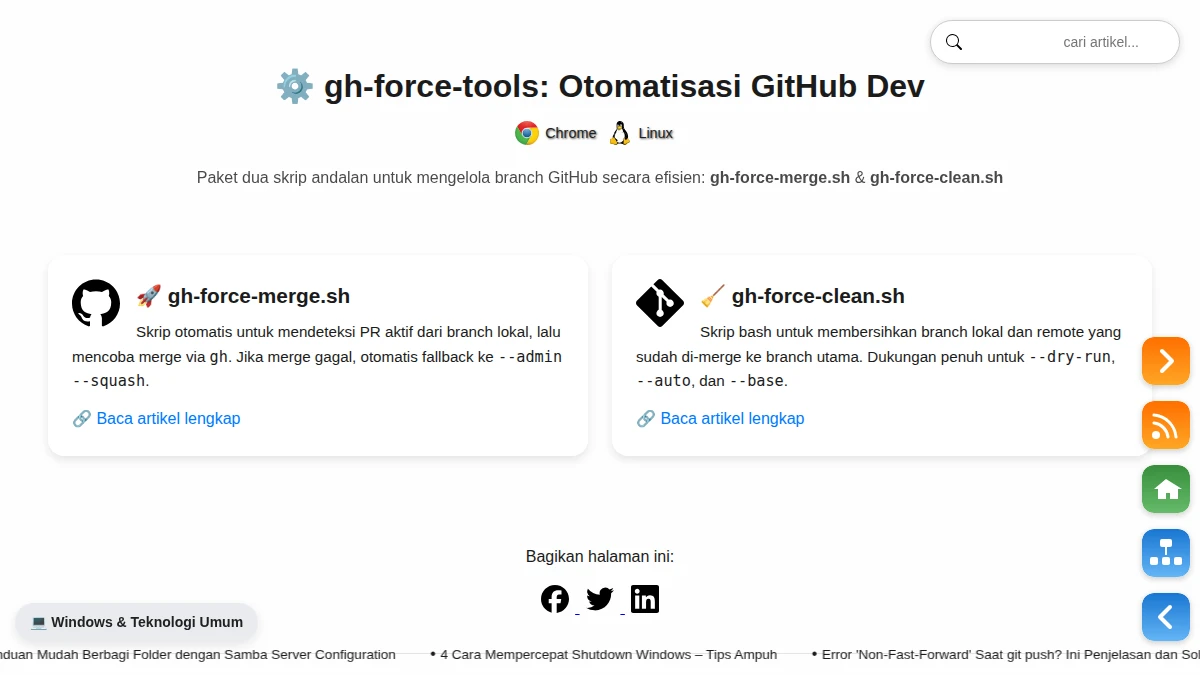 cari artikel...
⚙️ gh-force-tools: Otomatisasi GitHub Dev
Chrome Linux
Paket dua skrip andalan untuk mengelola branch GitHub secara efisien: gh-force-merge.sh & gh-force-clean.sh
🚀 gh-force-merge.sh
Skrip otomatis untuk mendeteksi PR aktif dari branch lokal, lalu
mencoba merge via gh. Jika merge gagal, otomatis fallback ke --admin
--squash.
🔗 Baca artikel lengkap
🧹 gh-force-clean.sh
Skrip bash untuk membersihkan branch lokal dan remote yang
sudah di-merge ke branch utama. Dukungan penuh untuk --dry-run,
--auto, dan --base.
🔗 Baca artikel lengkap
Bagikan halaman ini:
💻 Windows & Teknologi Umum
nduan Mudah Berbagi Folder dengan Samba Server Configuration • 4 Cara Mempercepat Shutdown Windows – Tips Ampuh • Error 'Non-Fast-Forward' Saat git push? Ini Penjelasan dan Sol